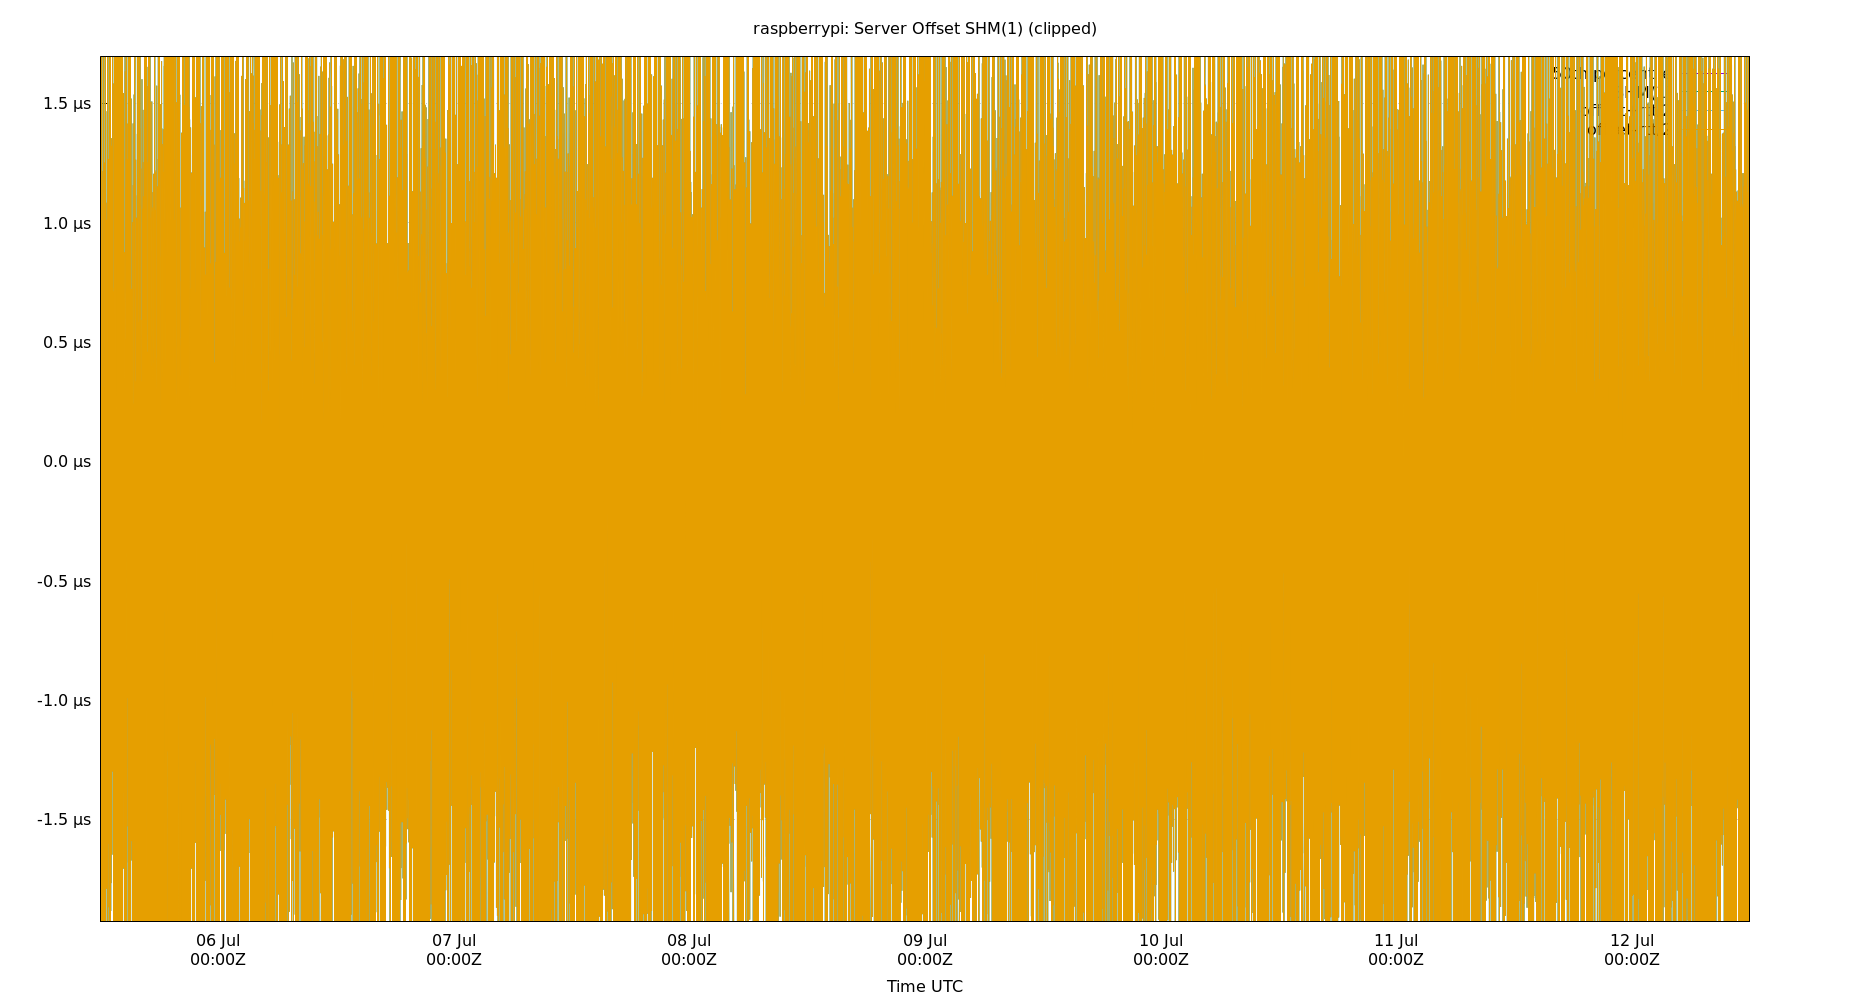 raspberrypi: Server Offset SHM(1) (clipped)
1.5 µs
1.0 µs
0.5 µs
0.0 µs
-0.5 µs
-1.0 µs
-1.5 µs
06 Jul 07 Jul 08 Jul 09 Jul 10 Jul 11 Jul 12 Jul
00:00Z 00:00Z 00:00Z 00:00Z 00:00Z 00:00Z 00:00Z
Time UTC